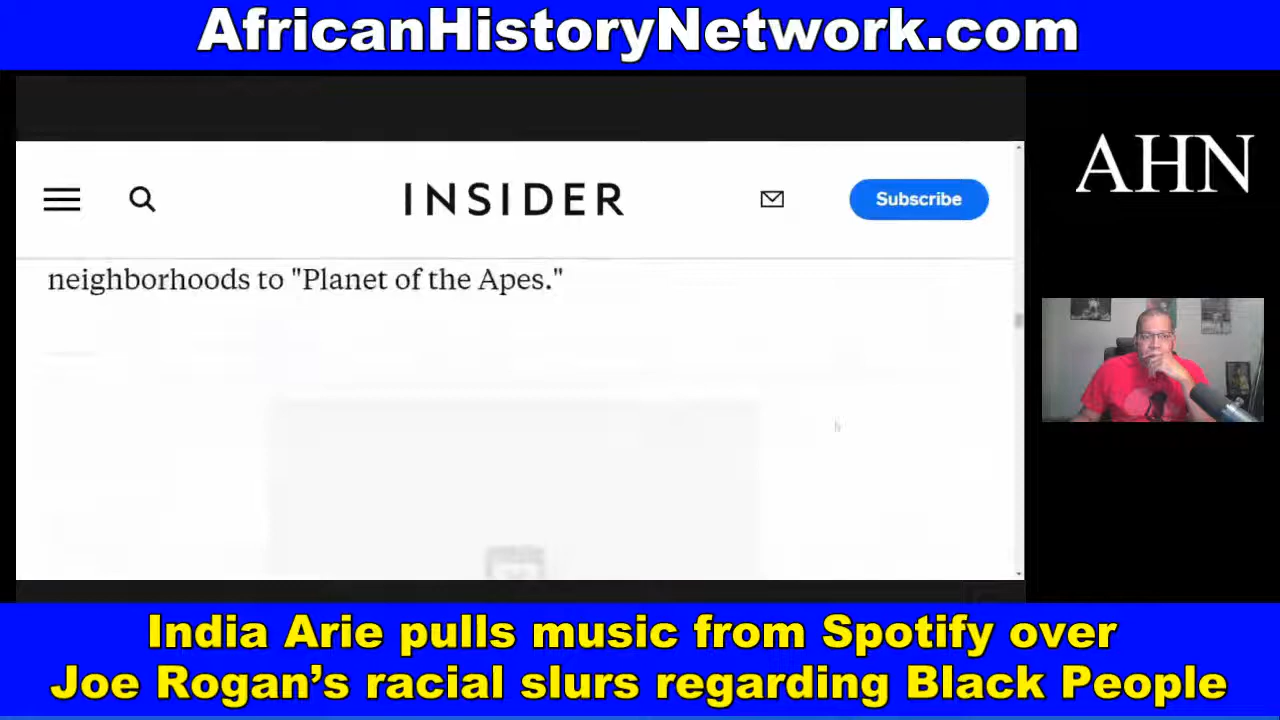 AfricanHistoryNetwork.com
AHN
INSIDER
Subscribe
neighborhoods to "Planet of the Apes."
India Arie pulls music from Spotify over
Joe Rogan’s racial slurs regarding Black People